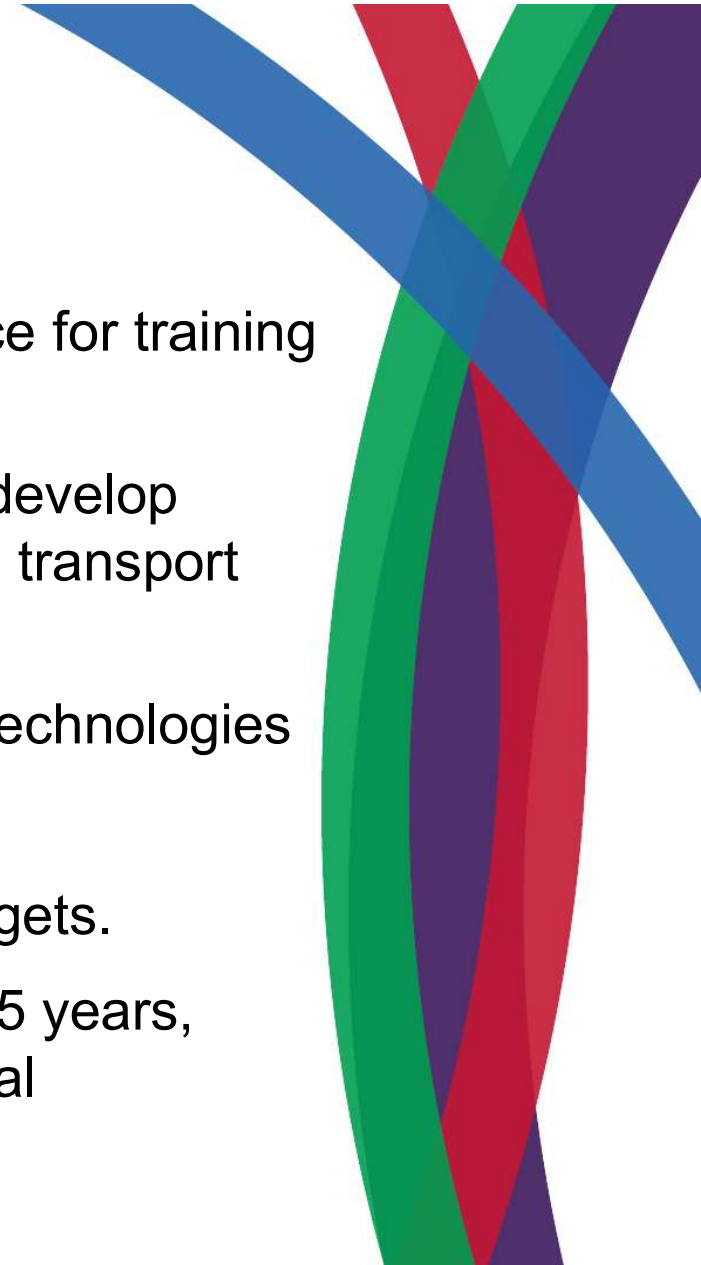 ce for training
develop
transport
echnologies
gets.
5 years,
al